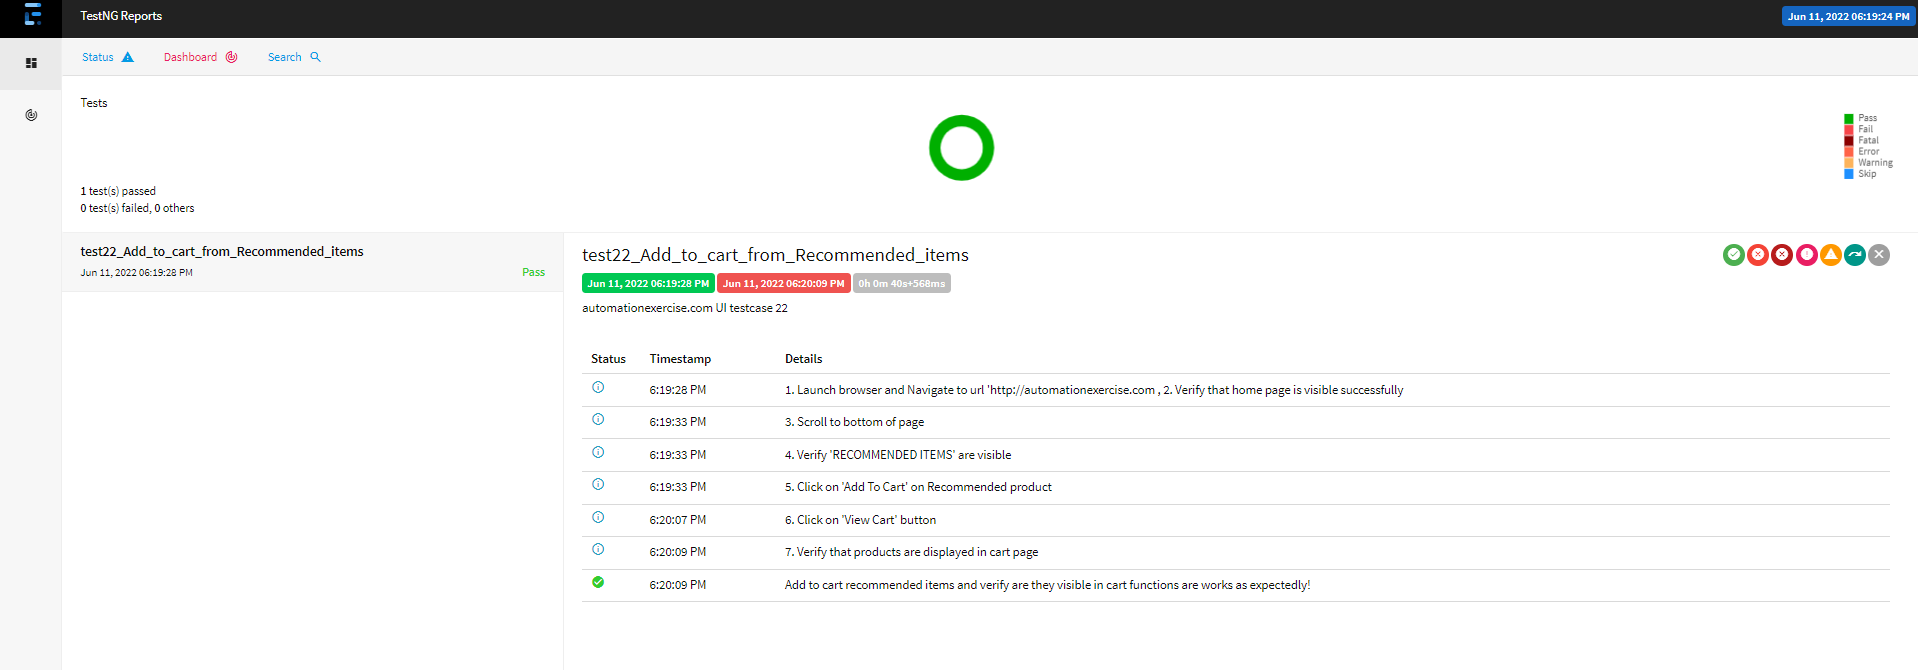 TestNG Reports
Jun 11, 2022 06:19:24 PM
Status
Dashboard
Search
Tests
Pass
Fail
Fatal
Error
Warning
Skip
1 test(s) passed
0 test(s) failed, 0 others
test22_Add_to_cart_from_Recommended_items
Jun 11, 2022 06:19:28 PM
Pass
test22_Add_to_cart_from_Recommended_items
Jun 11, 2022 06:19:28 PM Jun 11, 2022 06:20:09 PM 0h 0m 40s+568ms
automationexercise.com UI testcase 22
Status Timestamp Details
6:19:28 PM 1. Launch browser and Navigate to url 'http://automationexercise.com , 2. Verify that home page is visible successfully
6:19:33 PM 3. Scroll to bottom of page
6:19:33 PM 4. Verify 'RECOMMENDED ITEMS' are visible
6:19:33 PM 5. Click on 'Add To Cart' on Recommended product
6:20:07 PM 6. Click on 'View Cart' button
6:20:09 PM 7. Verify that products are displayed in cart page
6:20:09 PM Add to cart recommended items and verify are they visible in cart functions are works as expectedly!